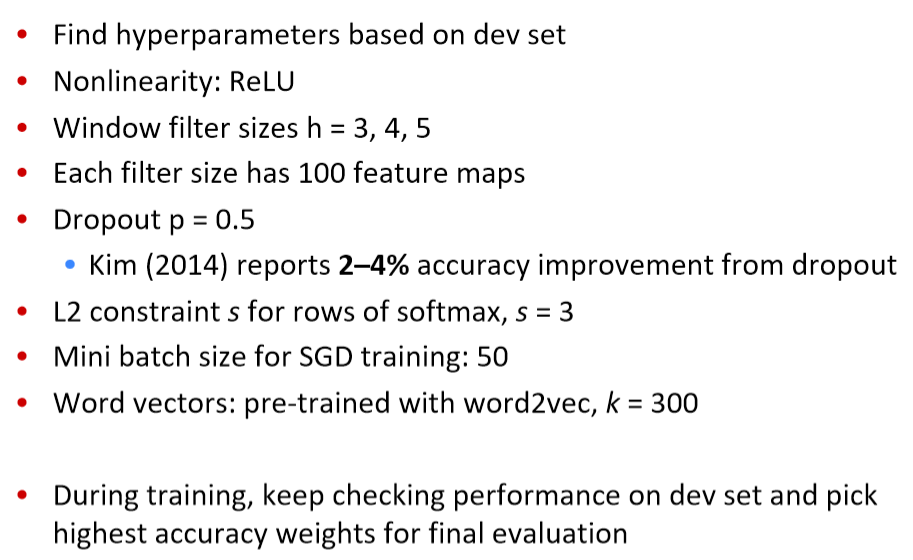 • Find hyperparameters based on dev set
• Nonlinearity: ReLU
• Window filter sizes h = 3, 4, 5
• Each filter size has 100 feature maps
• Dropout p = 0.5
• Kim (2014) reports 2–4% accuracy improvement from dropout
• L2 constraint s for rows of softmax, s = 3
• Mini batch size for SGD training: 50
• Word vectors: pre-trained with word2vec, k = 300
• During training, keep checking performance on dev set and pick
highest accuracy weights for final evaluation